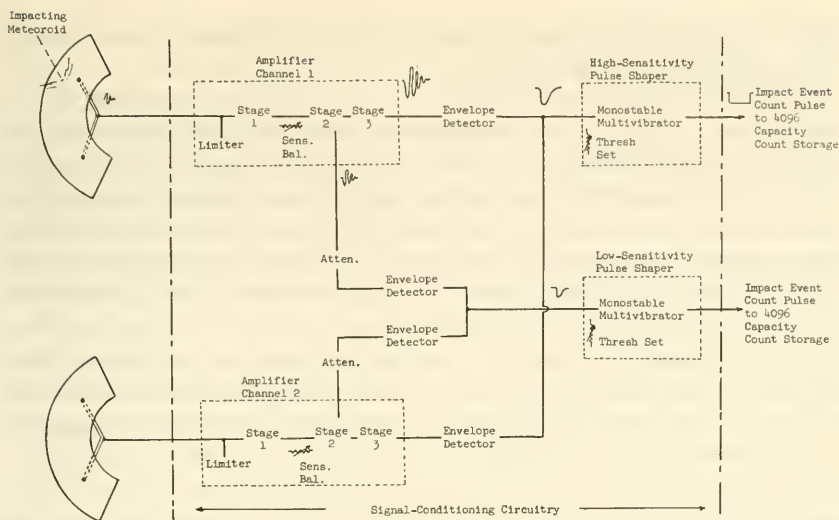 Impacting
Meteoroid
Amplifier
Channel 1
Limiter
Stage
1
Sens.
Bal.
Stage
2
Stage
3
Envelope
Detector
High-Sensitivity
Pulse Shaper
Monostable
Multivibrator
Thresh
Set
Impact Event
Count Pulse
to 4096
Capacity
Count Storage
Atten.
Envelope
Detector
Low-Sensitivity
Pulse Shaper
Monostable
Multivibrator
Thresh Set
Impact Event
Count Pulse
to 4096
Capacity
Count Storage
Envelope
Detector
Atten.
Amplifier
Channel 2
Limiter
Stage
1
Sens.
Bal.
Stage
2
Stage
3
Envelope
Detector
Signal-Conditioning Circuitry